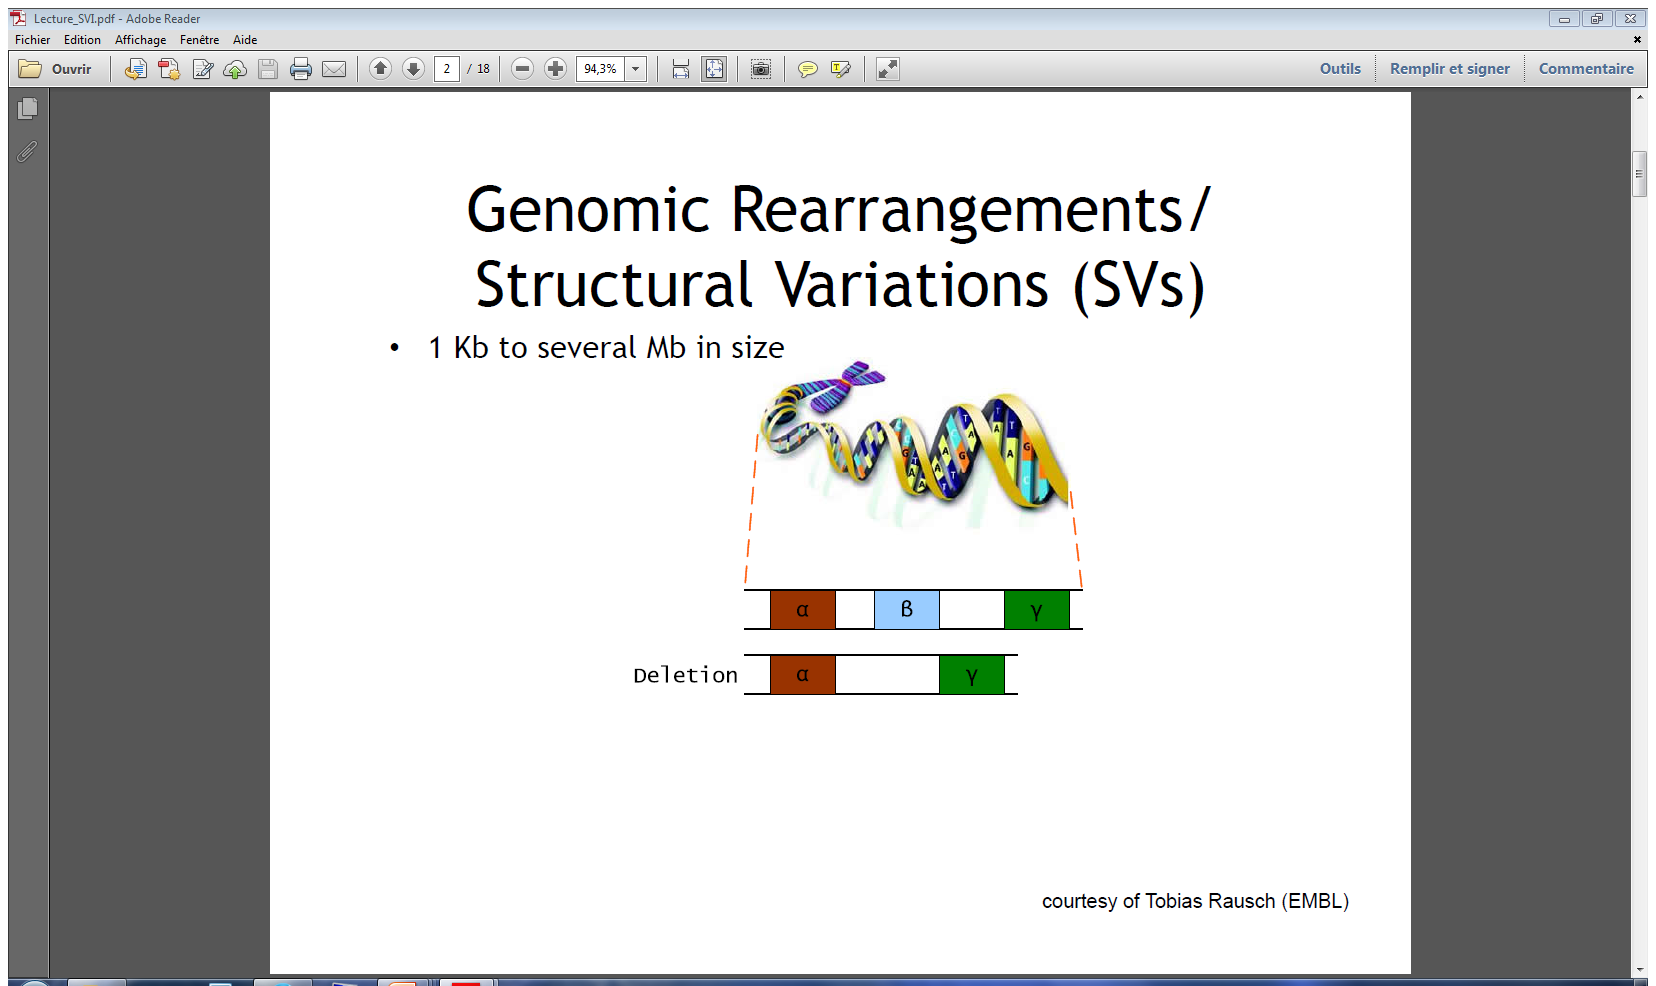 Lecture_SVI.pdf - Adobe Reader
Fichier Edition Affichage Fenêtre Aide
Ouvrir 2 / 18 94,3% Outils Remplir et signer Commentaire
Genomic Rearrangements/
Structural Variations (SVs)
• 1 Kb to several Mb in size
α β γ
Deletion α γ
courtesy of Tobias Rausch (EMBL)